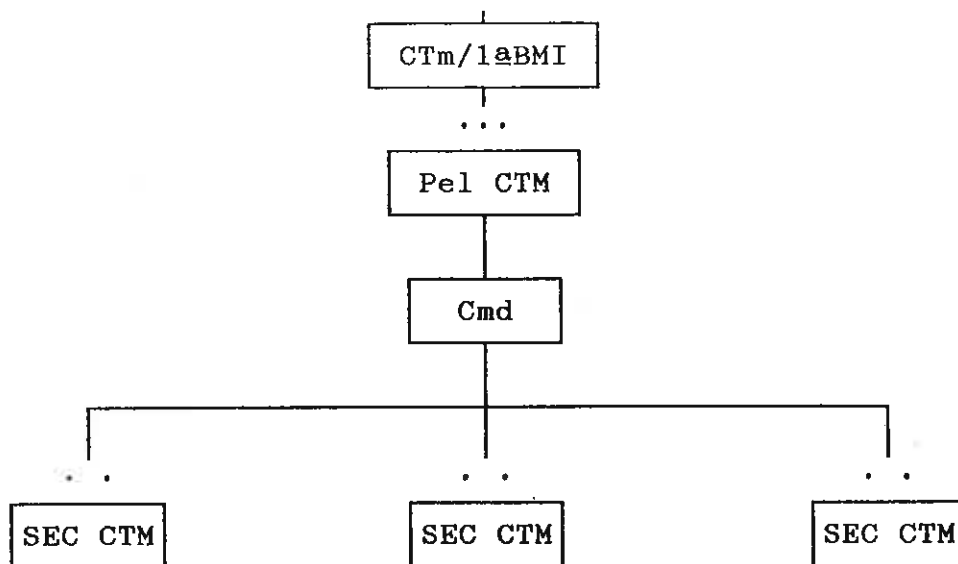 CTm/1aBMI
...
Pel CTM
Cmd
.. .. ..
SEC CTM SEC CTM SEC CTM